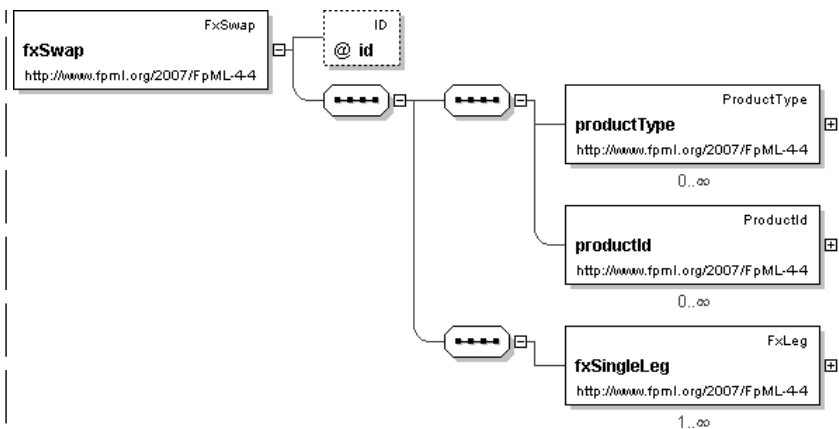 FxSwap
fxSwap
http://www.fpml.org/2007/FpML-4-4
ID
@ id
ProductType
productType
http://www.fpml.org/2007/FpML-4-4
0..∞
ProductId
productId
http://www.fpml.org/2007/FpML-4-4
0..∞
FxLeg
fxSingleLeg
http://www.fpml.org/2007/FpML-4-4
1..∞